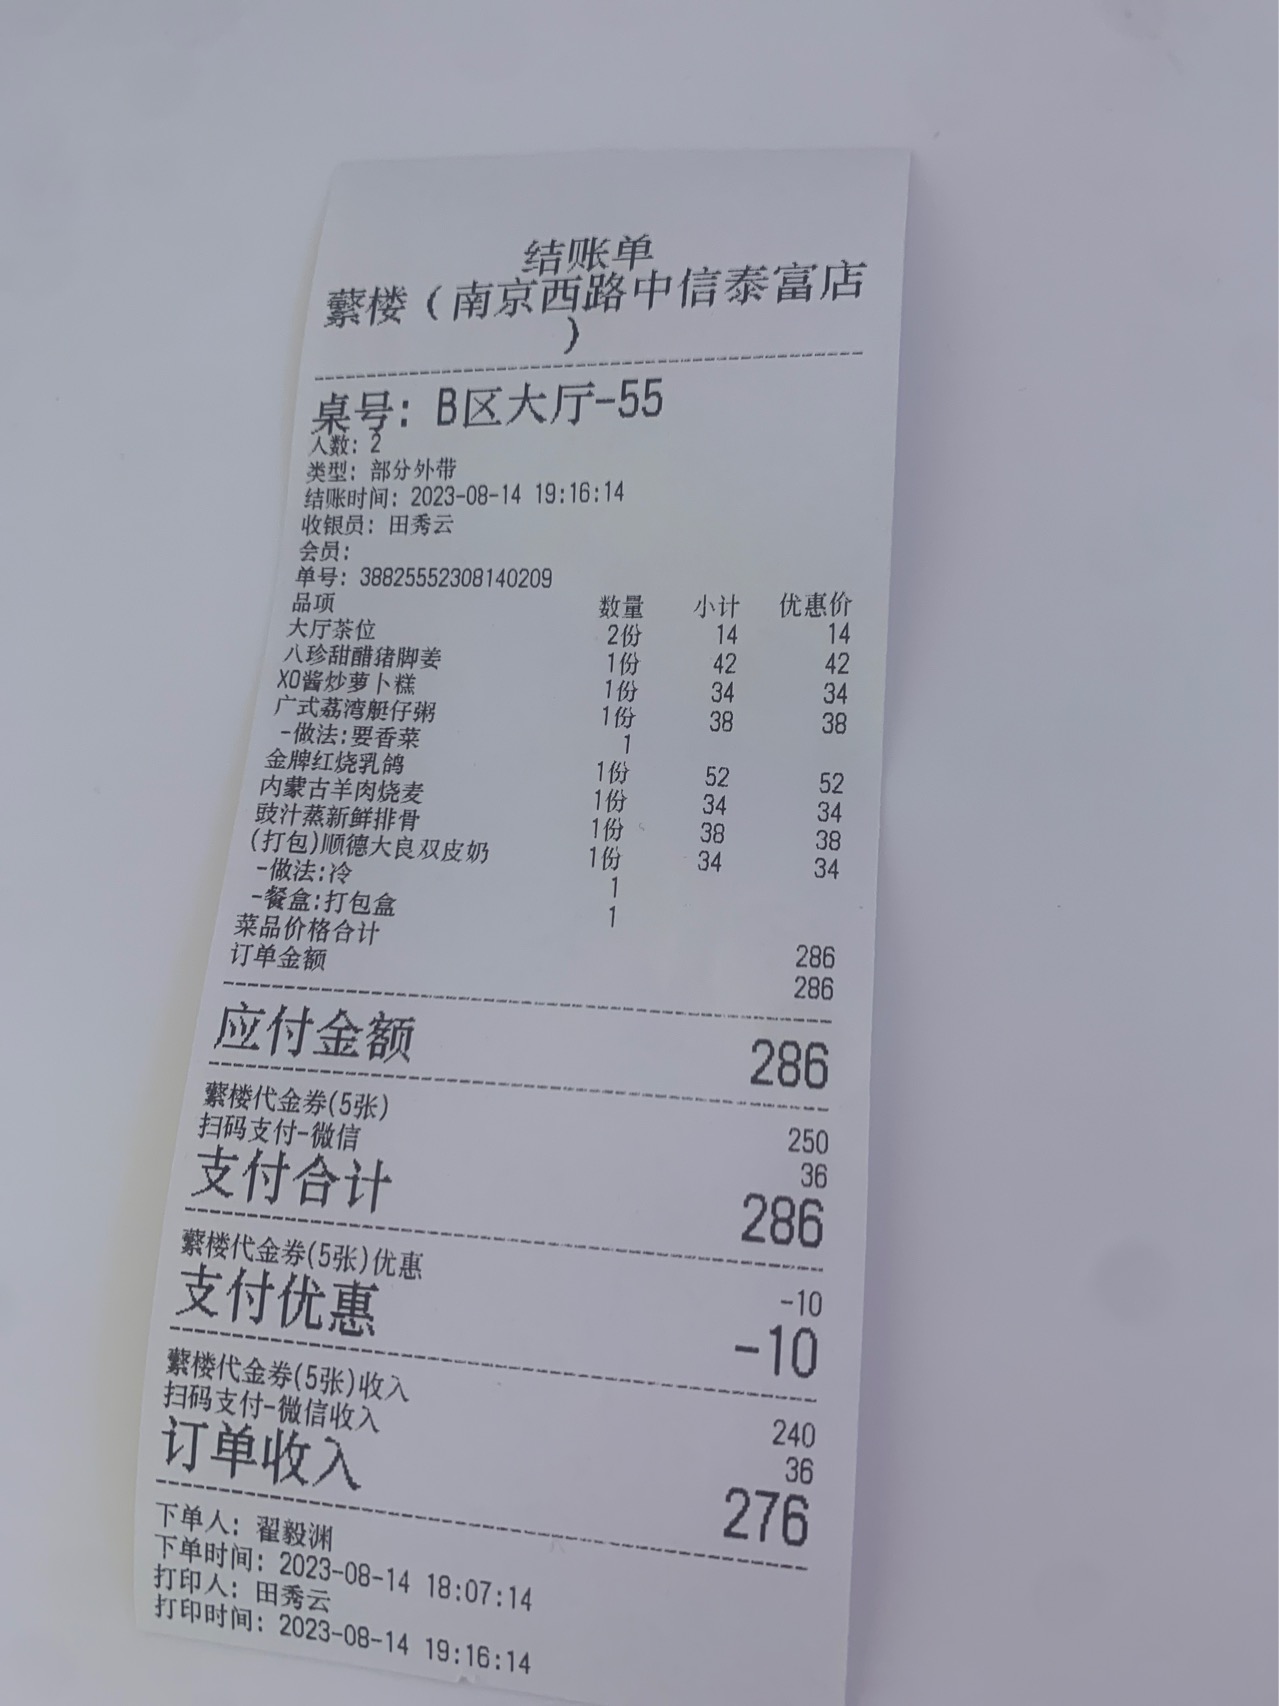 结账单
蘩楼（南京西路中信泰富店
）
桌号: B区大厅-55
人数: 2
类型: 部分外带
结账时间: 2023-08-14 19:16:14
收银员: 田秀云
会员:
单号: 38825552308140209
品项 数量 小计 优惠价
大厅茶位 2份 14 14
八珍甜醋猪脚姜 1份 42 42
XO酱炒萝卜糕 1份 34 34
广式荔湾艇仔粥 1份 38 38
-做法:要香菜 1
金牌红烧乳鸽 1份 52 52
内蒙古羊肉烧麦 1份 34 34
豉汁蒸新鲜排骨 1份 38 38
(打包)顺德大良双皮奶 1份 34 34
-做法:冷 1
-餐盒:打包盒 1
菜品价格合计 286
订单金额 286
应付金额 286
蘩楼代金券(5张) 250
扫码支付-微信 36
支付合计 286
蘩楼代金券(5张)优惠 -10
支付优惠 -10
蘩楼代金券(5张)收入 240
扫码支付-微信收入 36
订单收入 276
下单人: 翟毅渊
下单时间: 2023-08-14 18:07:14
打印人: 田秀云
打印时间: 2023-08-14 19:16:14